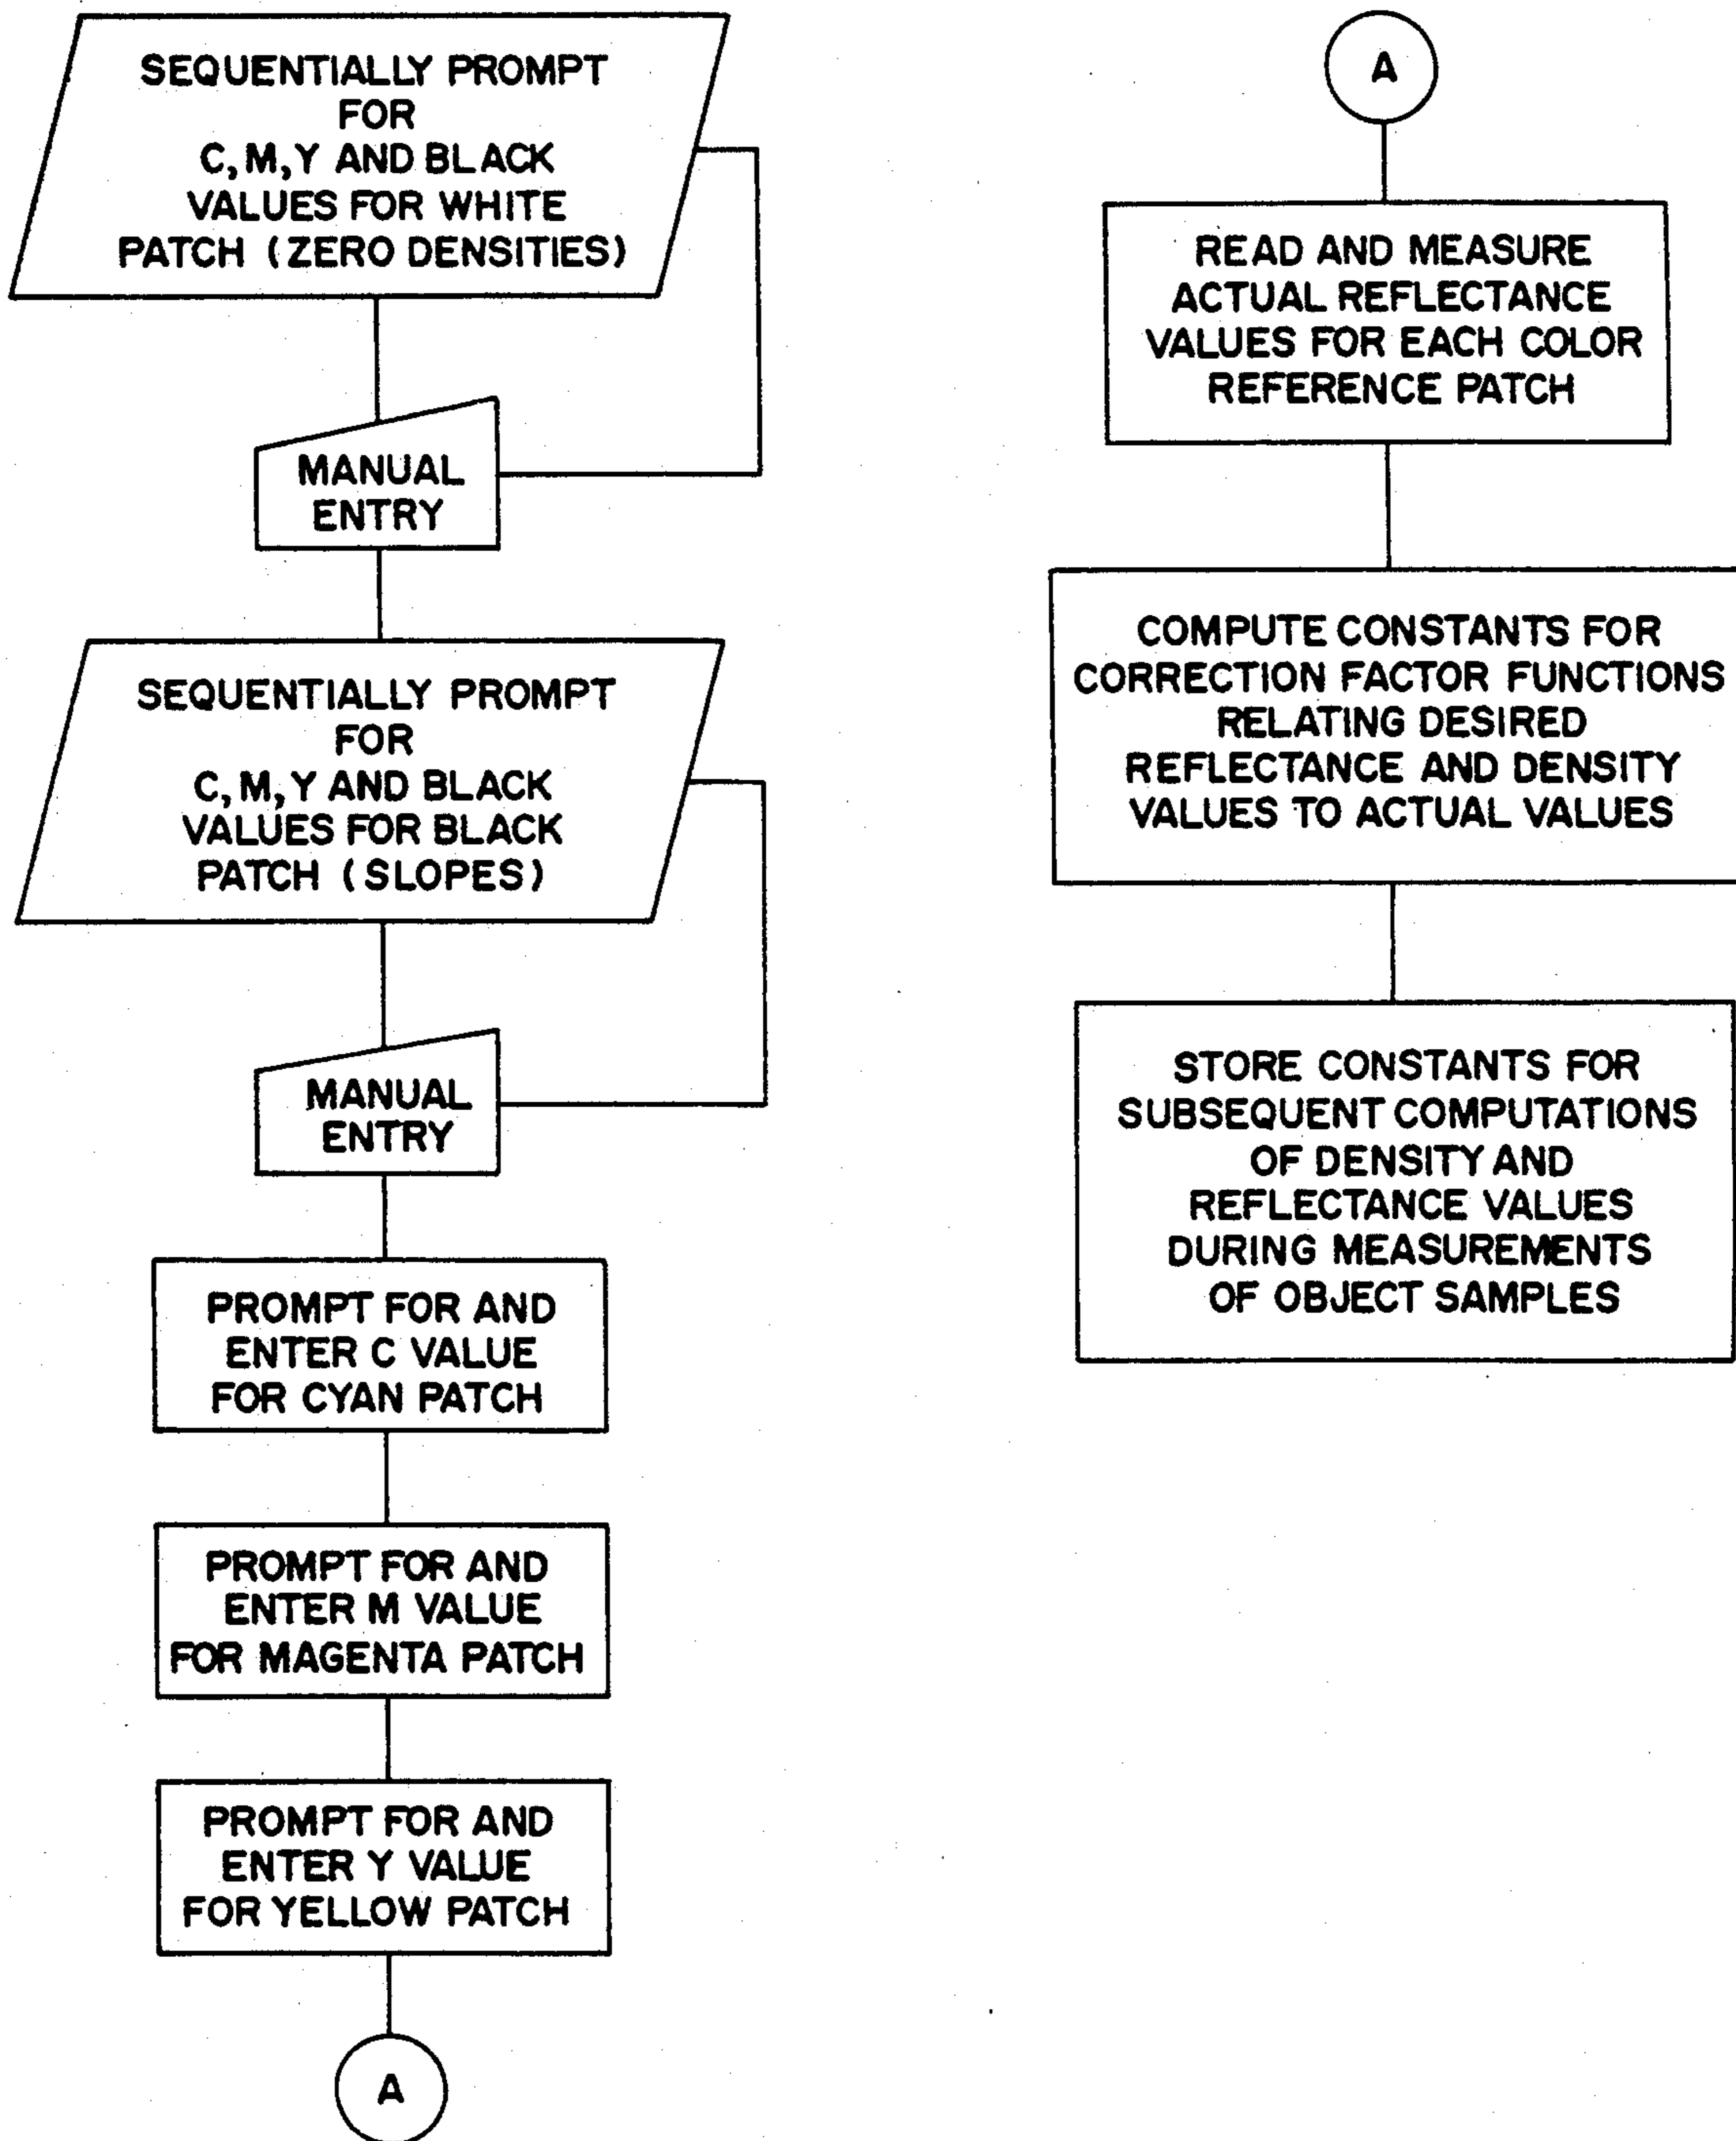 SEQUENTIALLY PROMPT
FOR
C, M, Y AND BLACK
VALUES FOR WHITE
PATCH (ZERO DENSITIES)
MANUAL
ENTRY
SEQUENTIALLY PROMPT
FOR
C, M, Y AND BLACK
VALUES FOR BLACK
PATCH (SLOPES)
MANUAL
ENTRY
PROMPT FOR AND
ENTER C VALUE
FOR CYAN PATCH
PROMPT FOR AND
ENTER M VALUE
FOR MAGENTA PATCH
PROMPT FOR AND
ENTER Y VALUE
FOR YELLOW PATCH
A
A
READ AND MEASURE
ACTUAL REFLECTANCE
VALUES FOR EACH COLOR
REFERENCE PATCH
COMPUTE CONSTANTS FOR
CORRECTION FACTOR FUNCTIONS
RELATING DESIRED
REFLECTANCE AND DENSITY
VALUES TO ACTUAL VALUES
STORE CONSTANTS FOR
SUBSEQUENT COMPUTATIONS
OF DENSITY AND
REFLECTANCE VALUES
DURING MEASUREMENTS
OF OBJECT SAMPLES